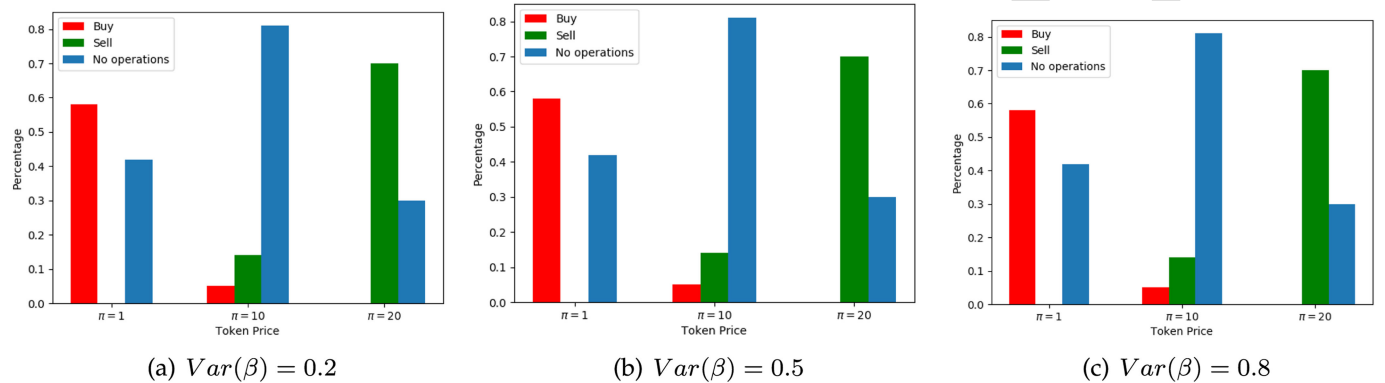 Buy
Sell
No operations
0.8
0.7
0.6
0.5
0.4
0.3
0.2
0.1
0.0
Percentage
π = 1
π = 10
π = 20
Token Price
(a) Var(β) = 0.2
Buy
Sell
No operations
0.8
0.7
0.6
0.5
0.4
0.3
0.2
0.1
0.0
Percentage
π = 1
π = 10
π = 20
Token Price
(b) Var(β) = 0.5
Buy
Sell
No operations
0.8
0.7
0.6
0.5
0.4
0.3
0.2
0.1
0.0
Percentage
π = 1
π = 10
π = 20
Token Price
(c) Var(β) = 0.8